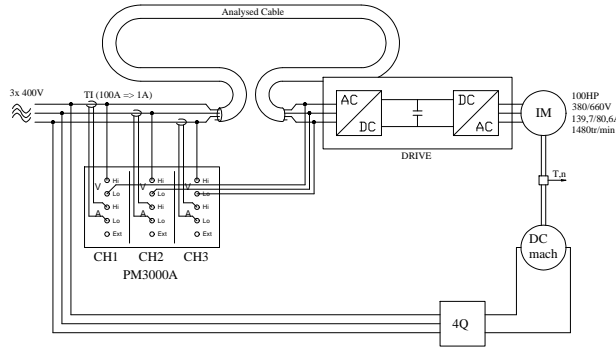 Analysed Cable
3x 400V
TI (100A => 1A)
AC
DC
DC
AC
DRIVE
IM
100HP
380/660V
139,7/80,6A
1480tr/min
T,n
DC
mach
4Q
V
Hi
Lo
A
Hi
Lo
Ext
V
Hi
Lo
A
Hi
Lo
Ext
V
Hi
Lo
A
Hi
Lo
Ext
CH1 CH2 CH3
PM3000A